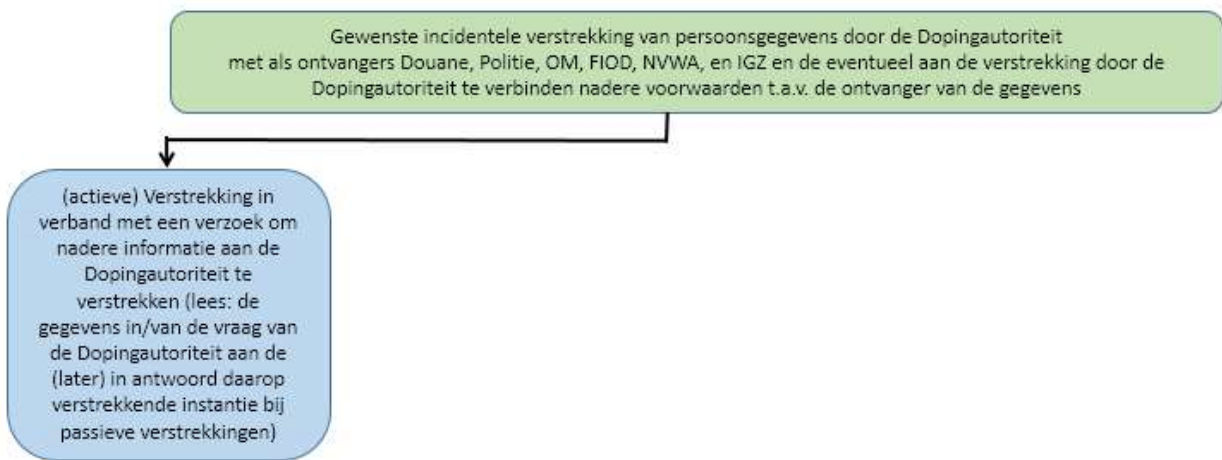 Gewenste incidentele verstrekking van persoonsgegevens door de Dopingautoriteit
met als ontvangers Douane, Politie, OM, FIOD, NVWA, en IGZ en de eventueel aan de verstrekking door de
Dopingautoriteit te verbinden nadere voorwaarden t.a.v. de ontvanger van de gegevens
(actieve) Verstrekking in
verband met een verzoek om
nadere informatie aan de
Dopingautoriteit te
verstrekken (lees: de
gegevens in/van de vraag van
de Dopingautoriteit aan de
(later) in antwoord daarop
verstrekkende instantie bij
passieve verstrekkingen)